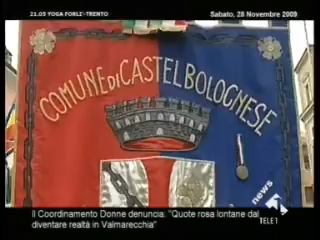 21.05 YOGA FORLI'-TRENTO
Sabato, 28 Novembre 2009
COMUNE DI CASTEL BOLOGNESE
news
TELE1
Il Coordinamento Donne denuncia: "Quote rosa lontane dal
diventare realtà in Valmarecchia"